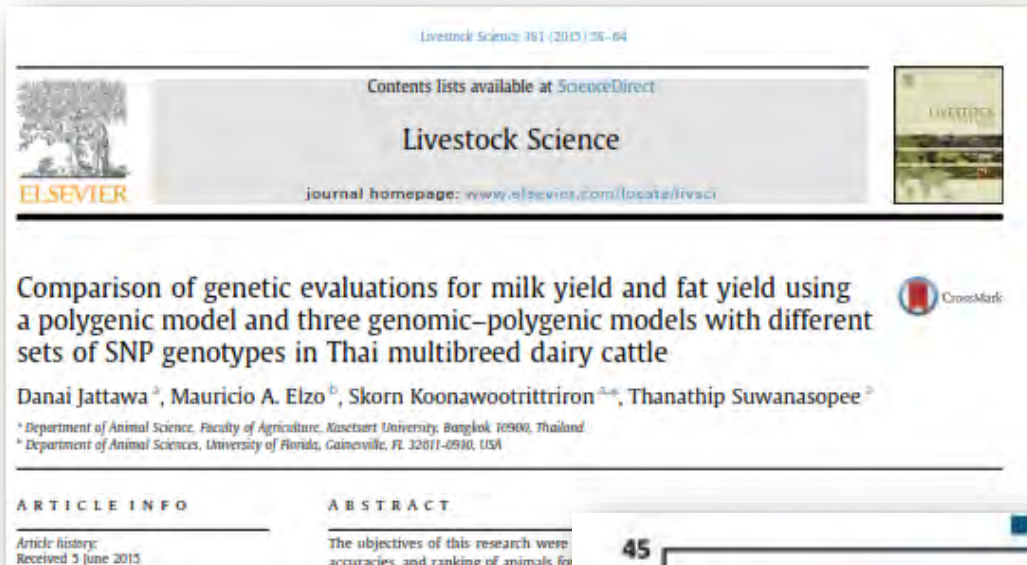 Livestock Science 181 (2015) 58–64
Contents lists available at ScienceDirect
LIVESTOCK
Livestock Science
ELSEVIER
journal homepage: www.elsevier.com/locate/livsci
Comparison of genetic evaluations for milk yield and fat yield using
a polygenic model and three genomic–polygenic models with different
sets of SNP genotypes in Thai multibreed dairy cattle
CrossMark
Danai Jattawa a, Mauricio A. Elzo b, Skorn Koonawootrittriron a,*, Thanathip Suwanasopee a
a Department of Animal Science, Faculty of Agriculture, Kasetsart University, Bangkok 10900, Thailand
b Department of Animal Sciences, University of Florida, Gainesville, FL 32611-0910, USA
ARTICLE INFO
ABSTRACT
Article history:
Received 5 June 2015
The objectives of this research were
accuracies, and ranking of animals for
45